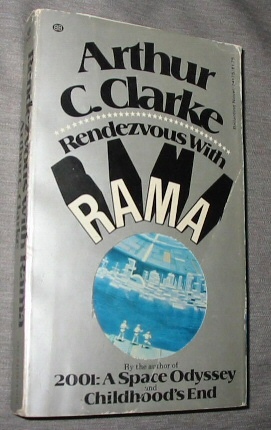 Arthur
C. Clarke
Rendezvous With
RAMA
By the author of
2001: A Space Odyssey
and
Childhood's End